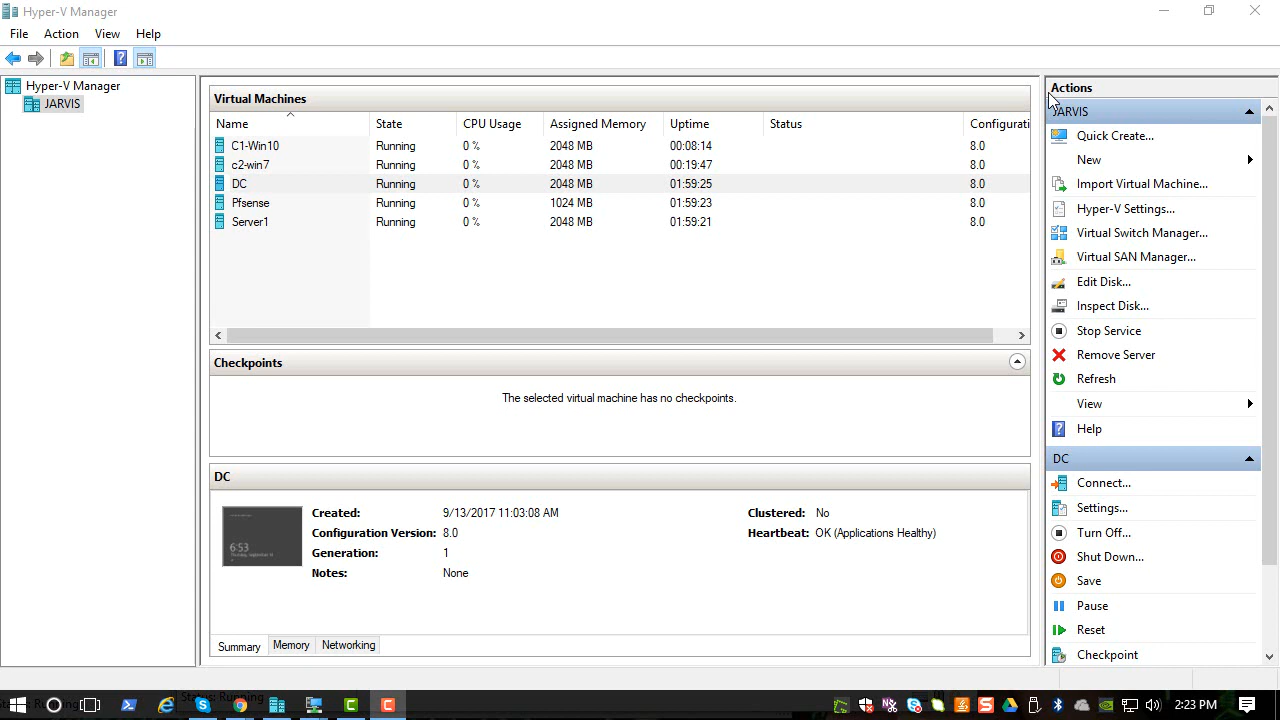 Hyper-V Manager
File Action View Help
Hyper-V Manager
JARVIS
Virtual Machines
Name State CPU Usage Assigned Memory Uptime Status Configurati
C1-Win10 Running 0 % 2048 MB 00:08:14 8.0
c2-win7 Running 0 % 2048 MB 00:19:47 8.0
DC Running 0 % 2048 MB 01:59:25 8.0
Pfsense Running 0 % 1024 MB 01:59:23 8.0
Server1 Running 0 % 2048 MB 01:59:21 8.0
Checkpoints
The selected virtual machine has no checkpoints.
DC
6:53
Created: 9/13/2017 11:03:08 AM Clustered: No
Configuration Version: 8.0 Heartbeat: OK (Applications Healthy)
Generation: 1
Notes: None
Summary Memory Networking
Actions
JARVIS
Quick Create...
New
Import Virtual Machine...
Hyper-V Settings...
Virtual Switch Manager...
Virtual SAN Manager...
Edit Disk...
Inspect Disk...
Stop Service
Remove Server
Refresh
View
Help
DC
Connect...
Settings...
Turn Off...
Shut Down...
Save
Pause
Reset
Checkpoint
Status: Running
2:23 PM